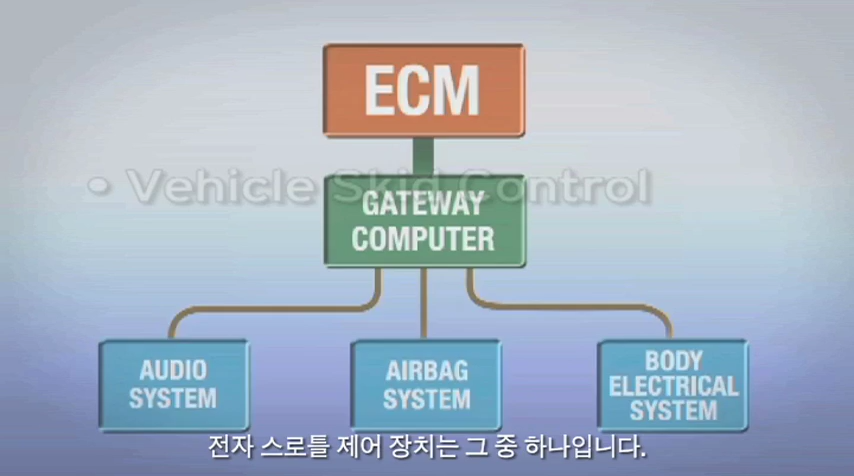 ECM
• Vehicle Skid Control
GATEWAY
COMPUTER
AUDIO
SYSTEM
AIRBAG
SYSTEM
BODY
ELECTRICAL
SYSTEM
전자 스로틀 제어 장치는 그 중 하나입니다.